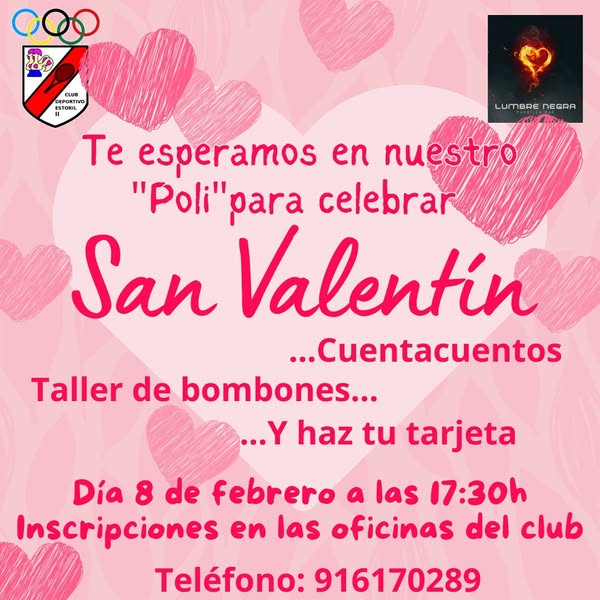 CLUB
DEPORTIVO
ESTORIL
II
LUMBRE NEGRA
Te esperamos en nuestro
"Poli"para celebrar
San Valentín
...Cuentacuentos
Taller de bombones...
...Y haz tu tarjeta
Día 8 de febrero a las 17:30h
Inscripciones en las oficinas del club
Teléfono: 916170289